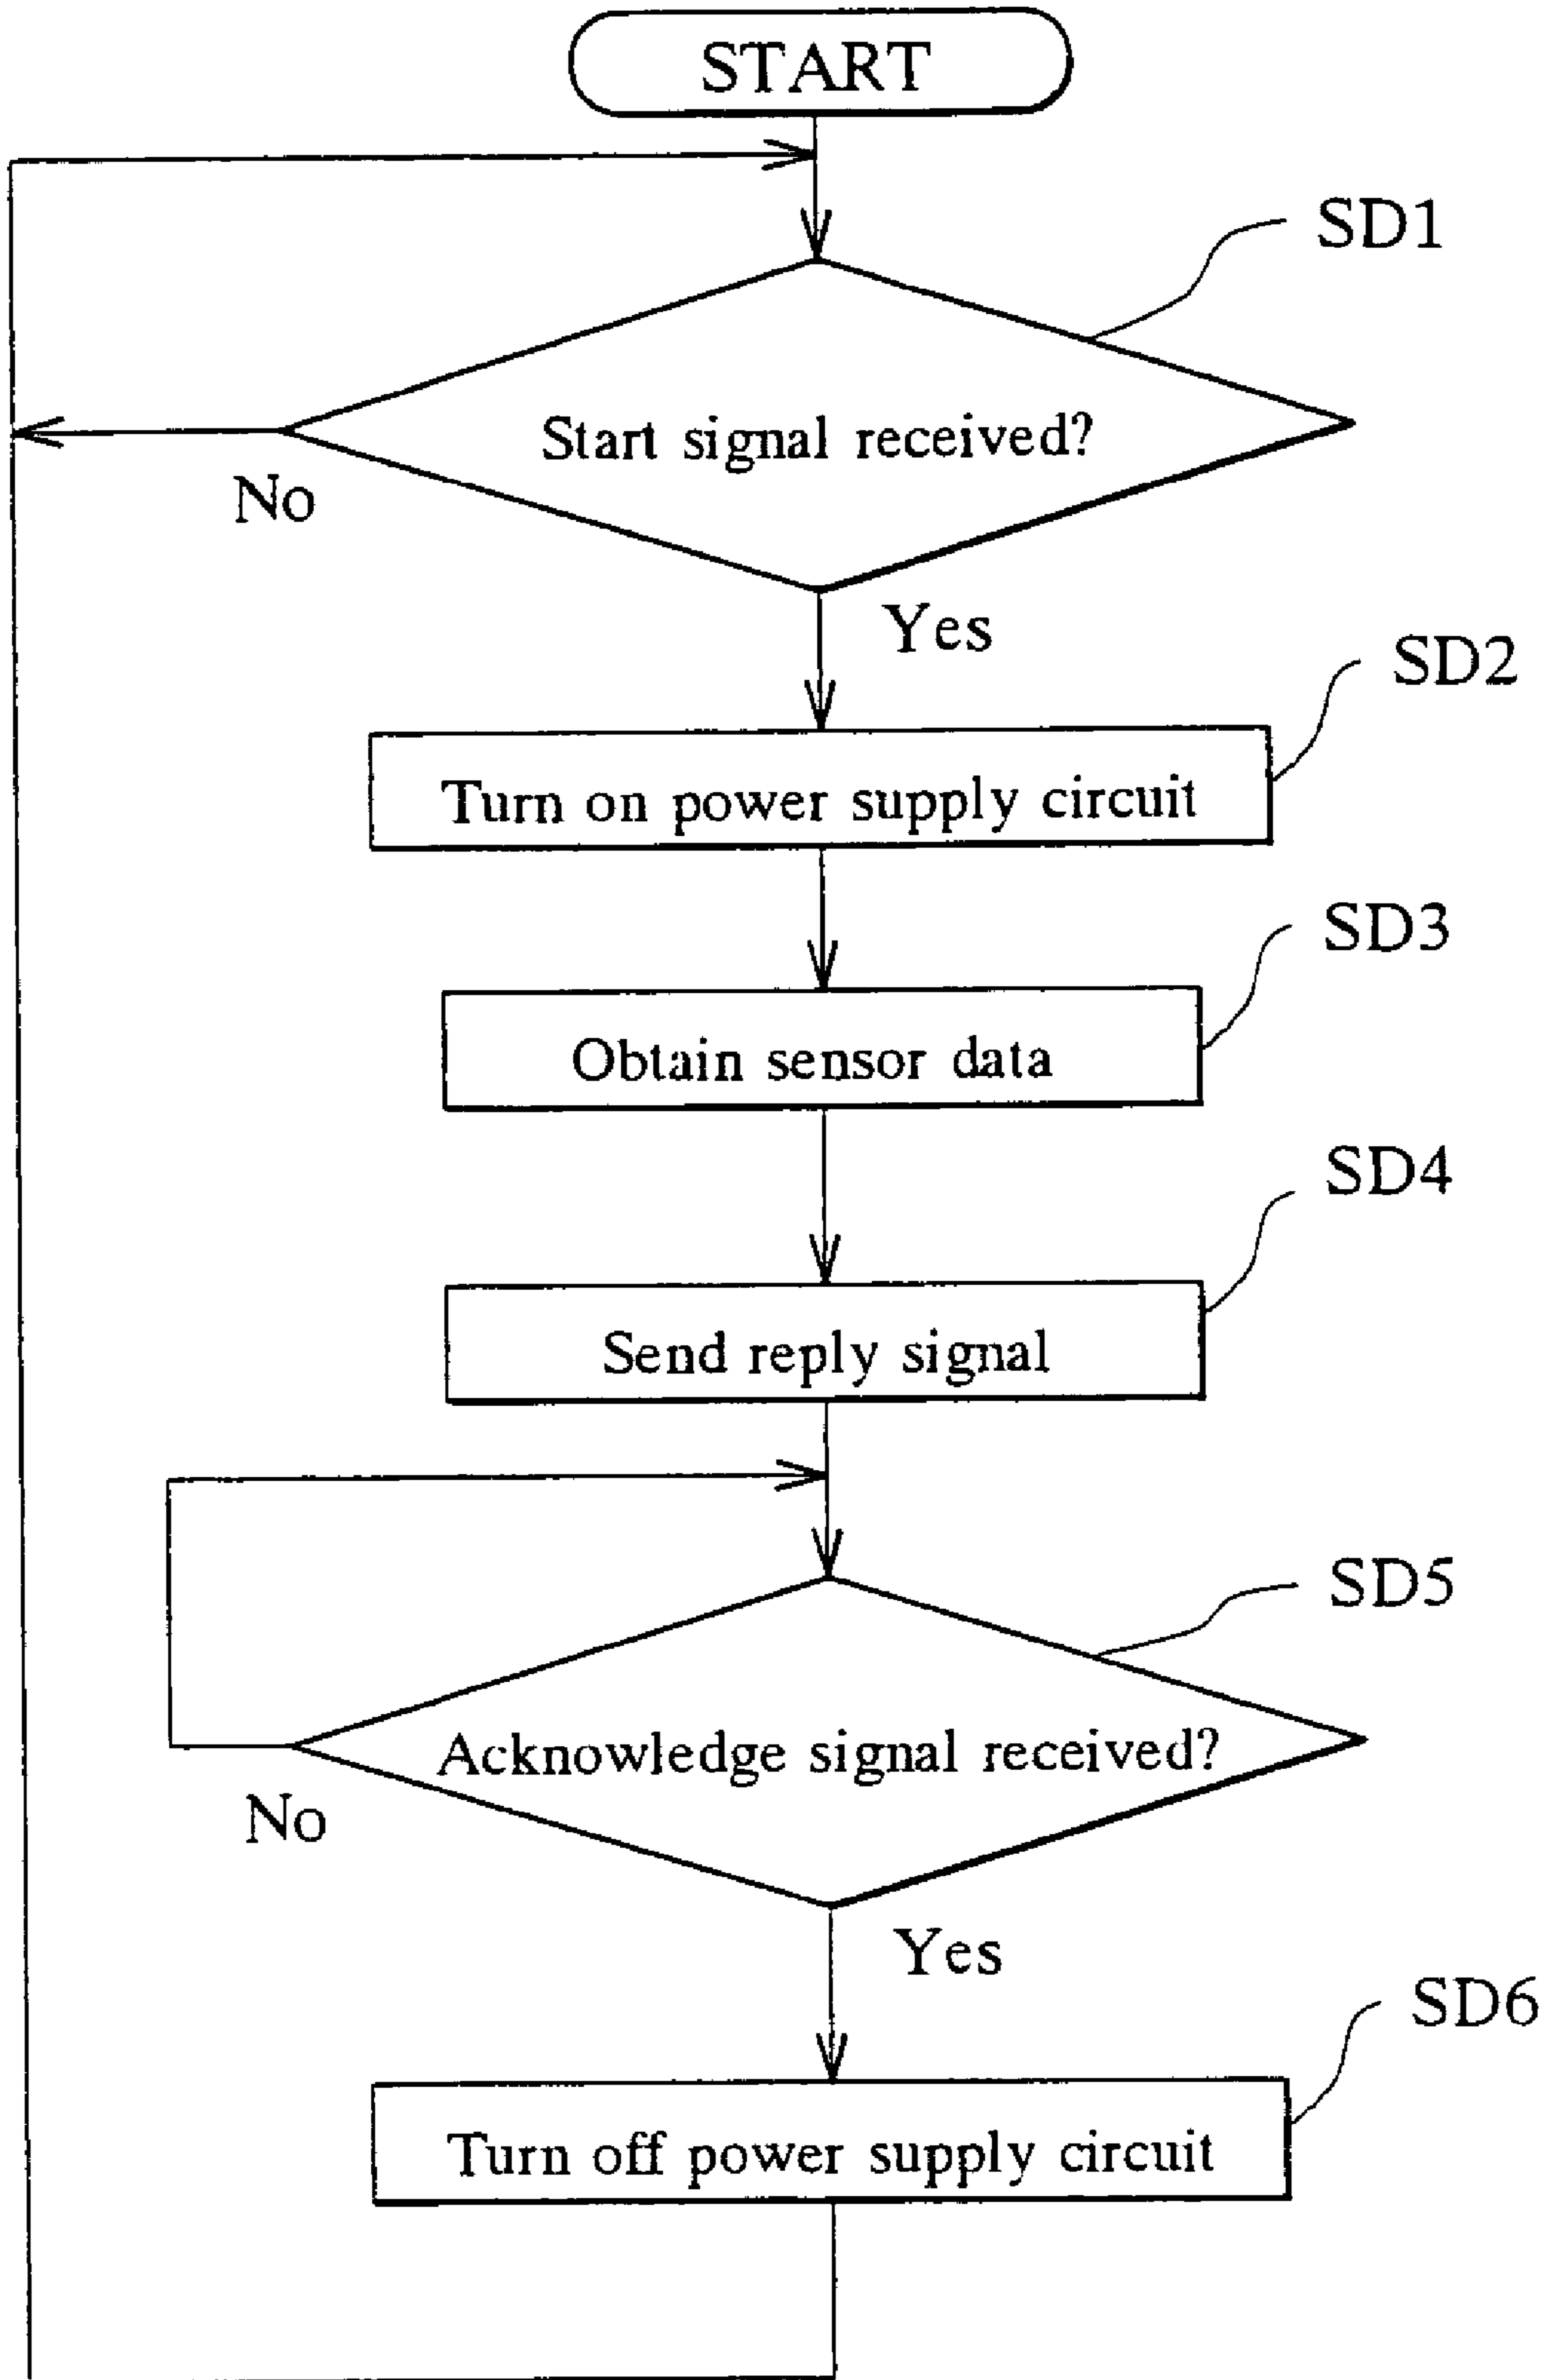 START
SD1
Start signal received?
No
Yes
SD2
Turn on power supply circuit
SD3
Obtain sensor data
SD4
Send reply signal
SD5
Acknowledge signal received?
No
Yes
SD6
Turn off power supply circuit